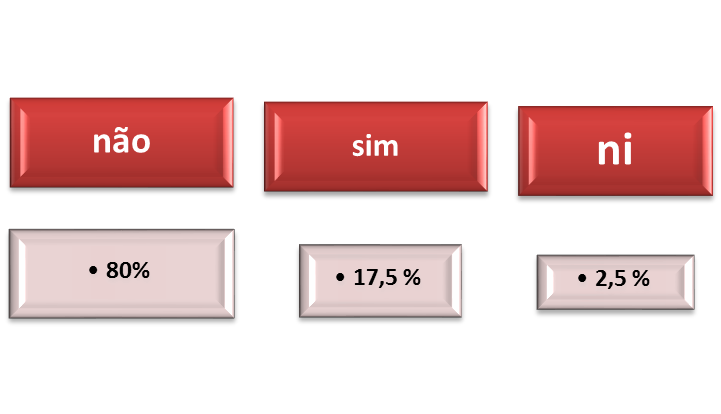 não
sim
ni
• 80%
• 17,5 %
• 2,5 %